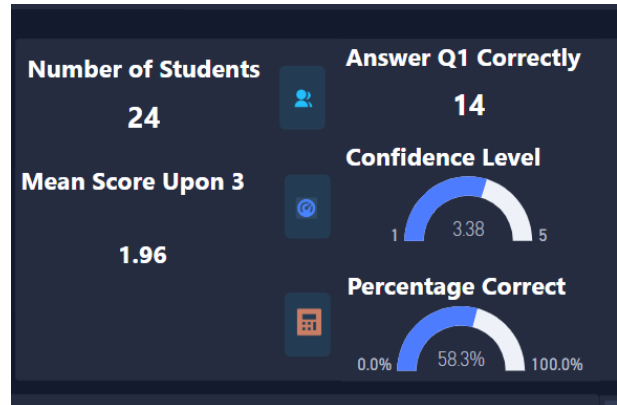 Number of Students
24
Answer Q1 Correctly
14
Mean Score Upon 3
1.96
Confidence Level
1
3.38
5
Percentage Correct
0.0%
58.3%
100.0%